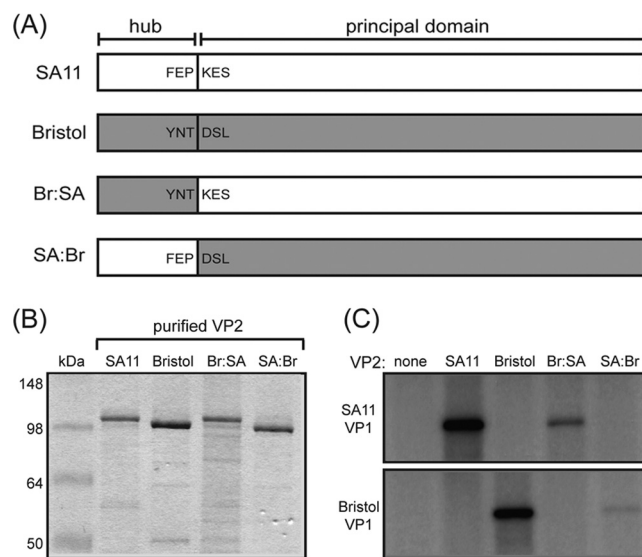 (A)
hub principal domain
SA11 FEP KES
Bristol YNT DSL
Br:SA YNT KES
SA:Br FEP DSL
(B)
purified VP2
kDa SA11 Bristol Br:SA SA:Br
148
98
64
50
(C)
VP2: none SA11 Bristol Br:SA SA:Br
SA11
VP1
Bristol
VP1